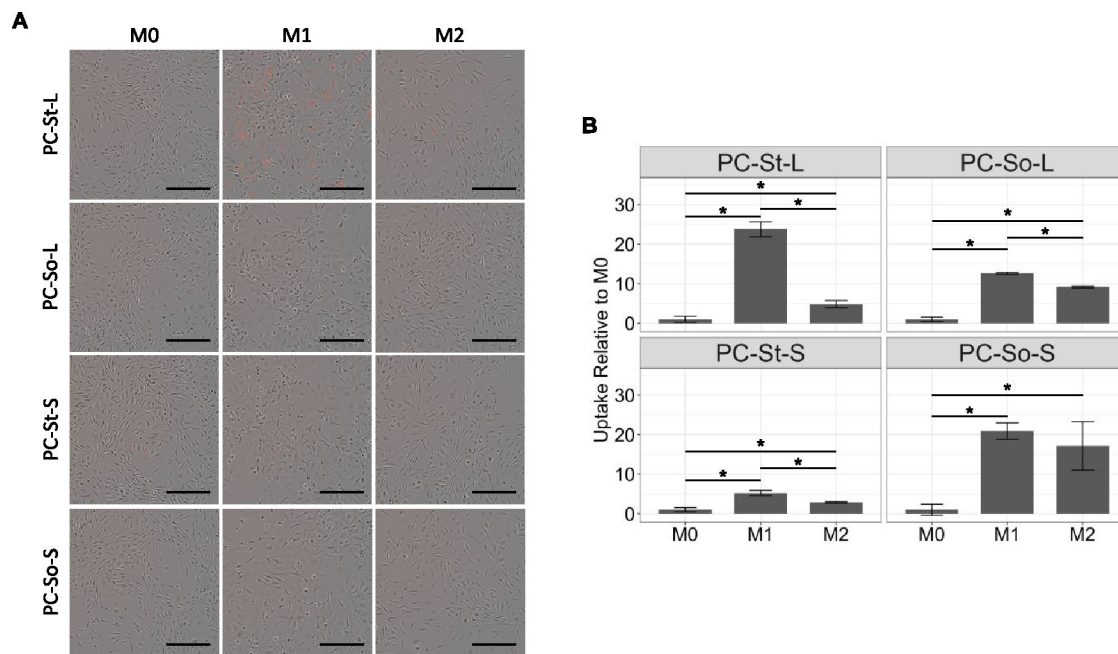 A
M0 M1 M2
PC-St-L
PC-So-L
PC-St-S
PC-So-S
B
Uptake Relative to M0
PC-St-L PC-So-L
30
20
10
0
* * *
* * *
PC-St-S PC-So-S
30
20
10
0
* * *
* *
M0 M1 M2 M0 M1 M2